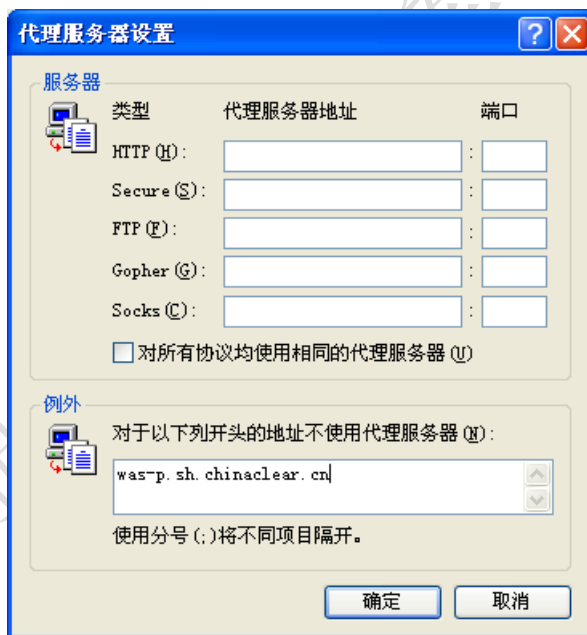 代理服务器设置
服务器
类型 代理服务器地址 端口
HTTP(H): :
Secure(S): :
FTP(F): :
Gopher(G): :
Socks(C): :
对所有协议均使用相同的代理服务器(U)
例外
对于以下列开头的地址不使用代理服务器(N):
was-p.sh.chinaclear.cn
使用分号(;)将不同项目隔开。
确定 取消